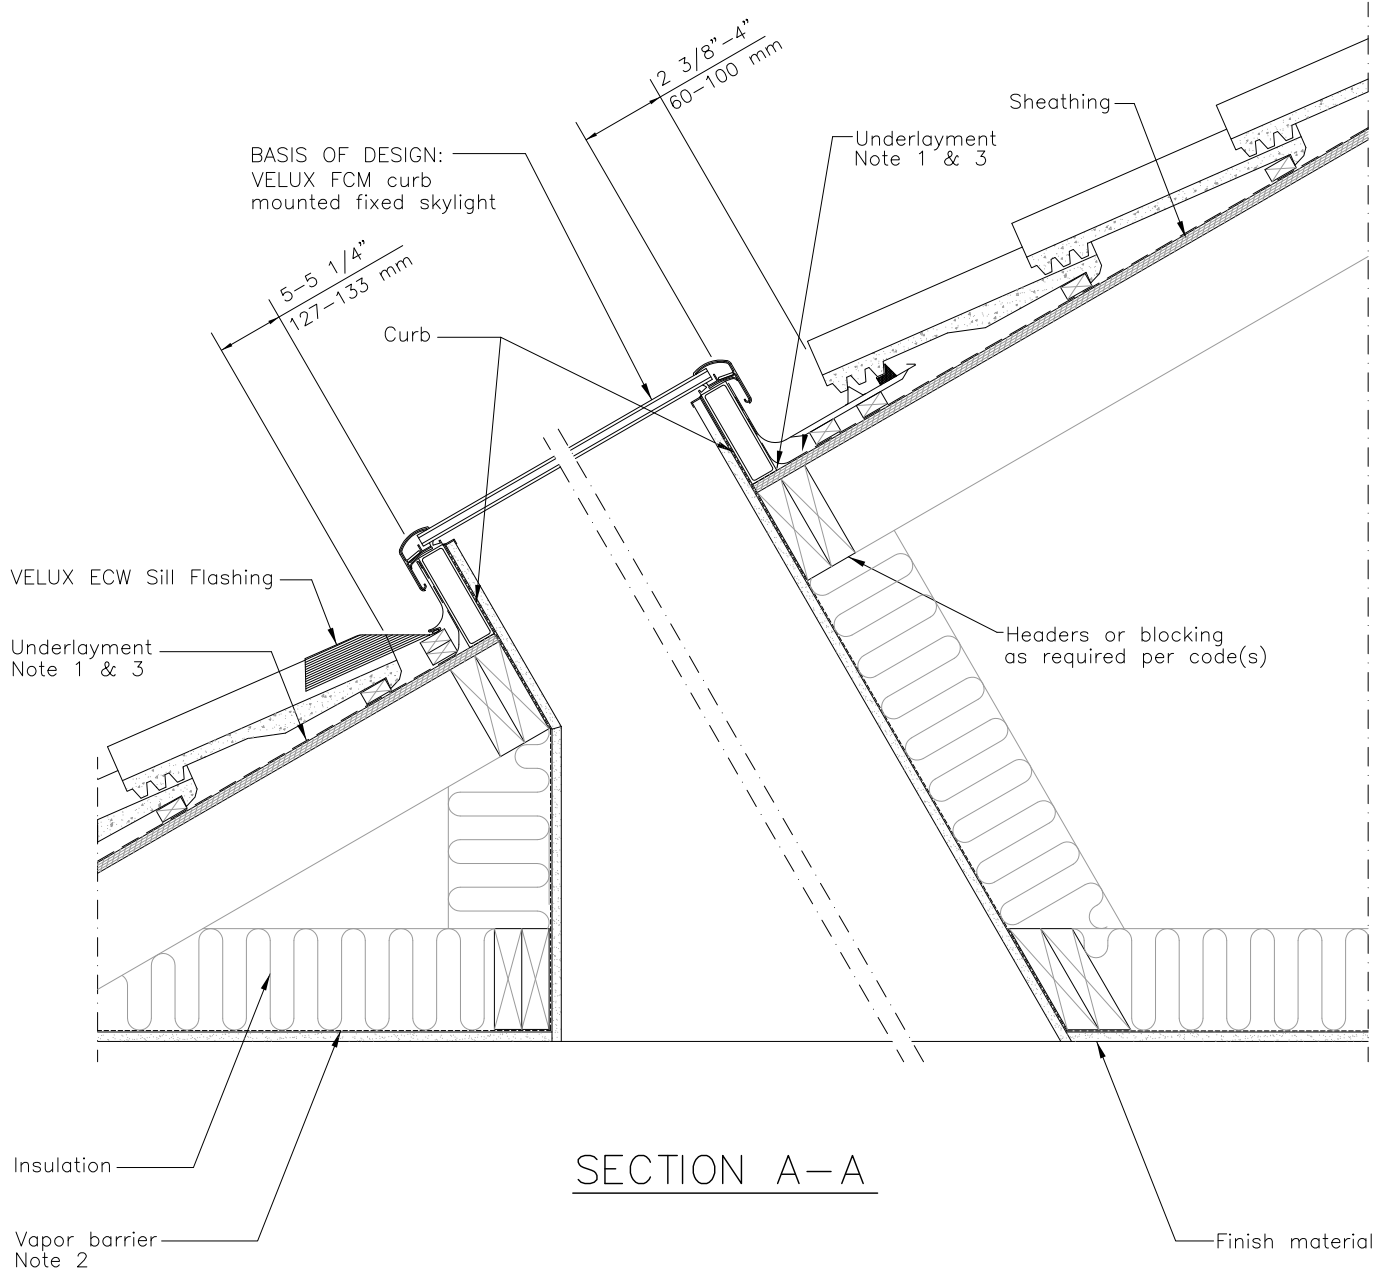 2 3/8"-4"
60-100 mm
Sheathing
Underlayment
Note 1 & 3
BASIS OF DESIGN:
VELUX FCM curb
mounted fixed skylight
5-5 1/4"
127-133 mm
Curb
VELUX ECW Sill Flashing
Underlayment
Note 1 & 3
Headers or blocking
as required per code(s)
Insulation
SECTION A-A
Vapor barrier
Note 2
Finish material